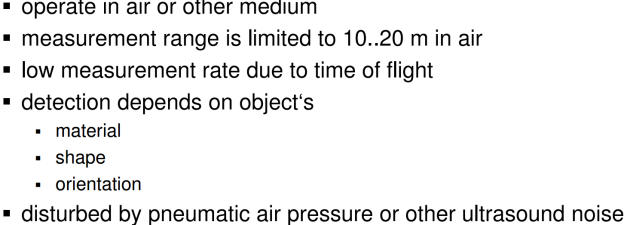 ▪ operate in air or other medium
▪ measurement range is limited to 10..20 m in air
▪ low measurement rate due to time of flight
▪ detection depends on object‘s
▪ material
▪ shape
▪ orientation
▪ disturbed by pneumatic air pressure or other ultrasound noise